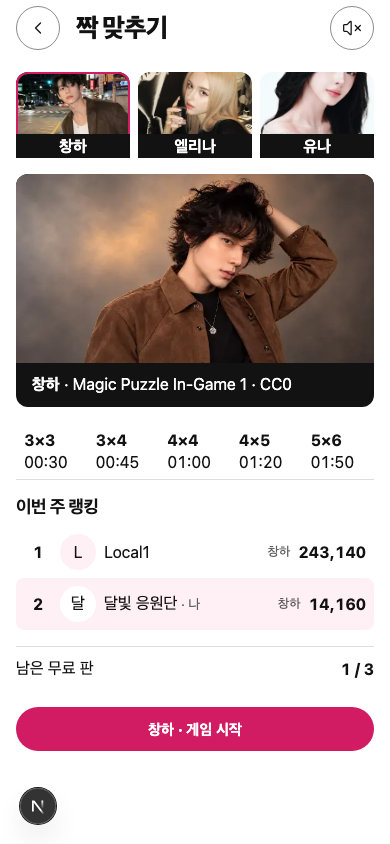 짝 맞추기
창하 엘리나 유나
창하 · Magic Puzzle In-Game 1 · CC0
3×3 3×4 4×4 4×5 5×6
00:30 00:45 01:00 01:20 01:50
이번 주 랭킹
1 L Local1 창하 243,140
2 달 달빛 응원단 · 나 창하 14,160
남은 무료 판 1 / 3
창하 · 게임 시작
N